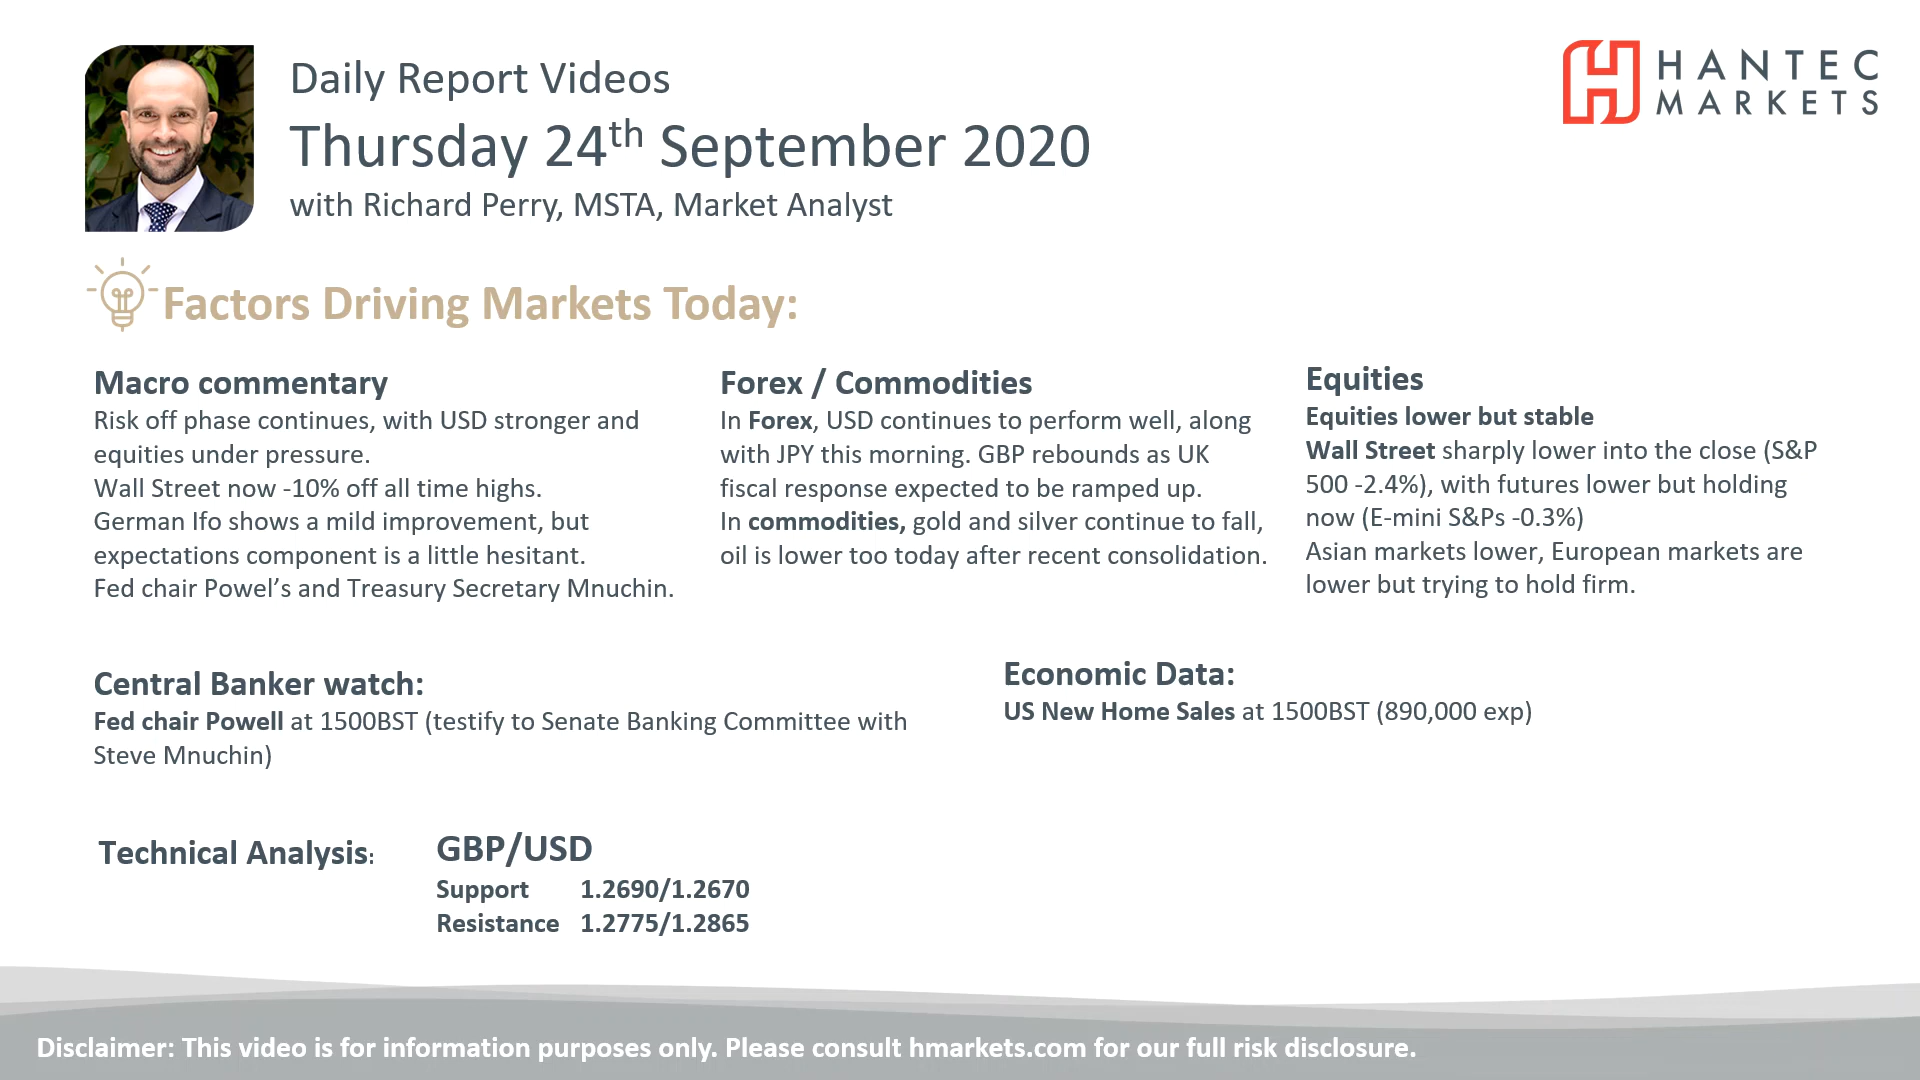 Daily Report Videos
Thursday 24th September 2020
with Richard Perry, MSTA, Market Analyst
HANTEC
MARKETS
Factors Driving Markets Today:
Macro commentary
Risk off phase continues, with USD stronger and
equities under pressure.
Wall Street now -10% off all time highs.
German Ifo shows a mild improvement, but
expectations component is a little hesitant.
Fed chair Powel’s and Treasury Secretary Mnuchin.
Forex / Commodities
In Forex, USD continues to perform well, along
with JPY this morning. GBP rebounds as UK
fiscal response expected to be ramped up.
In commodities, gold and silver continue to fall,
oil is lower too today after recent consolidation.
Equities
Equities lower but stable
Wall Street sharply lower into the close (S&P
500 -2.4%), with futures lower but holding
now (E-mini S&Ps -0.3%)
Asian markets lower, European markets are
lower but trying to hold firm.
Central Banker watch:
Fed chair Powell at 1500BST (testify to Senate Banking Committee with
Steve Mnuchin)
Economic Data:
US New Home Sales at 1500BST (890,000 exp)
Technical Analysis:
GBP/USD
Support 1.2690/1.2670
Resistance 1.2775/1.2865
Disclaimer: This video is for information purposes only. Please consult hmarkets.com for our full risk disclosure.